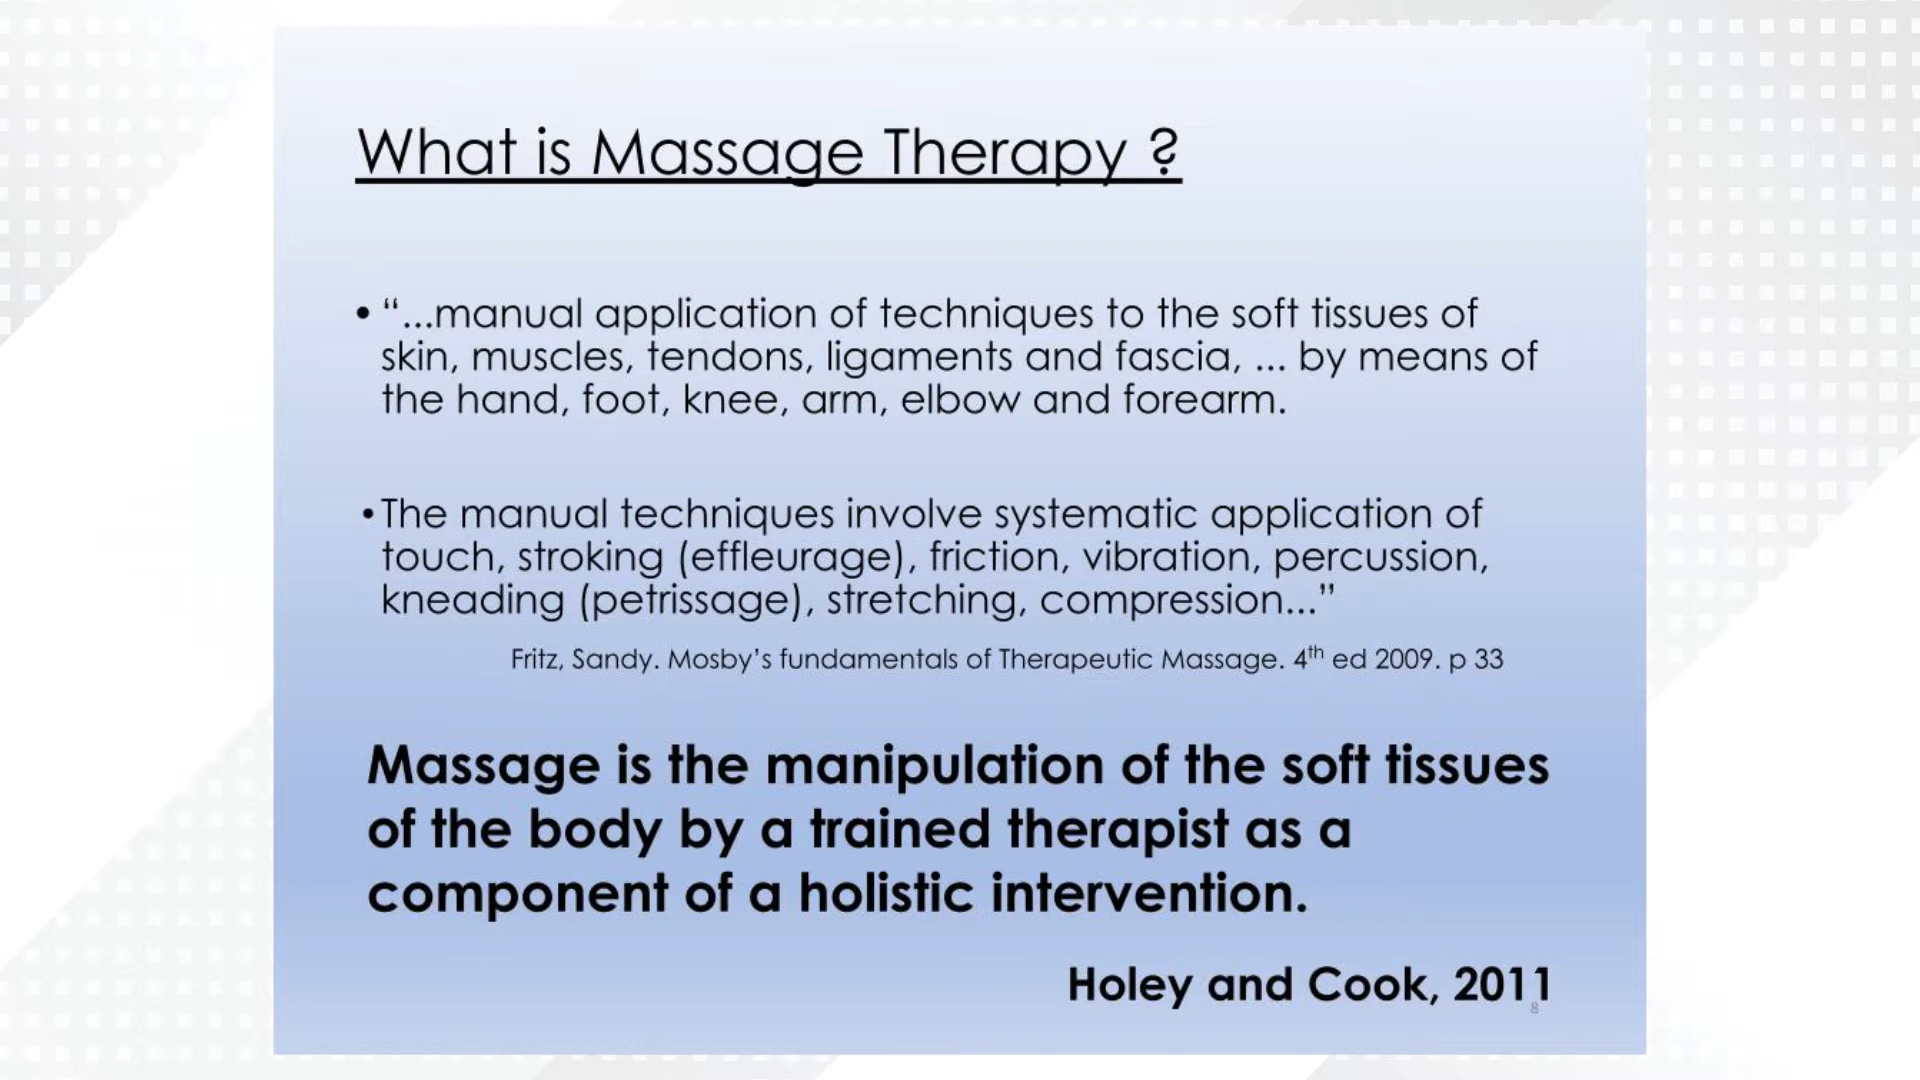 What is Massage Therapy ?
• “...manual application of techniques to the soft tissues of
skin, muscles, tendons, ligaments and fascia, ... by means of
the hand, foot, knee, arm, elbow and forearm.
• The manual techniques involve systematic application of
touch, stroking (effleurage), friction, vibration, percussion,
kneading (petrissage), stretching, compression...”
Fritz, Sandy. Mosby’s fundamentals of Therapeutic Massage. 4th ed 2009. p 33
Massage is the manipulation of the soft tissues
of the body by a trained therapist as a
component of a holistic intervention.
Holey and Cook, 2011
8